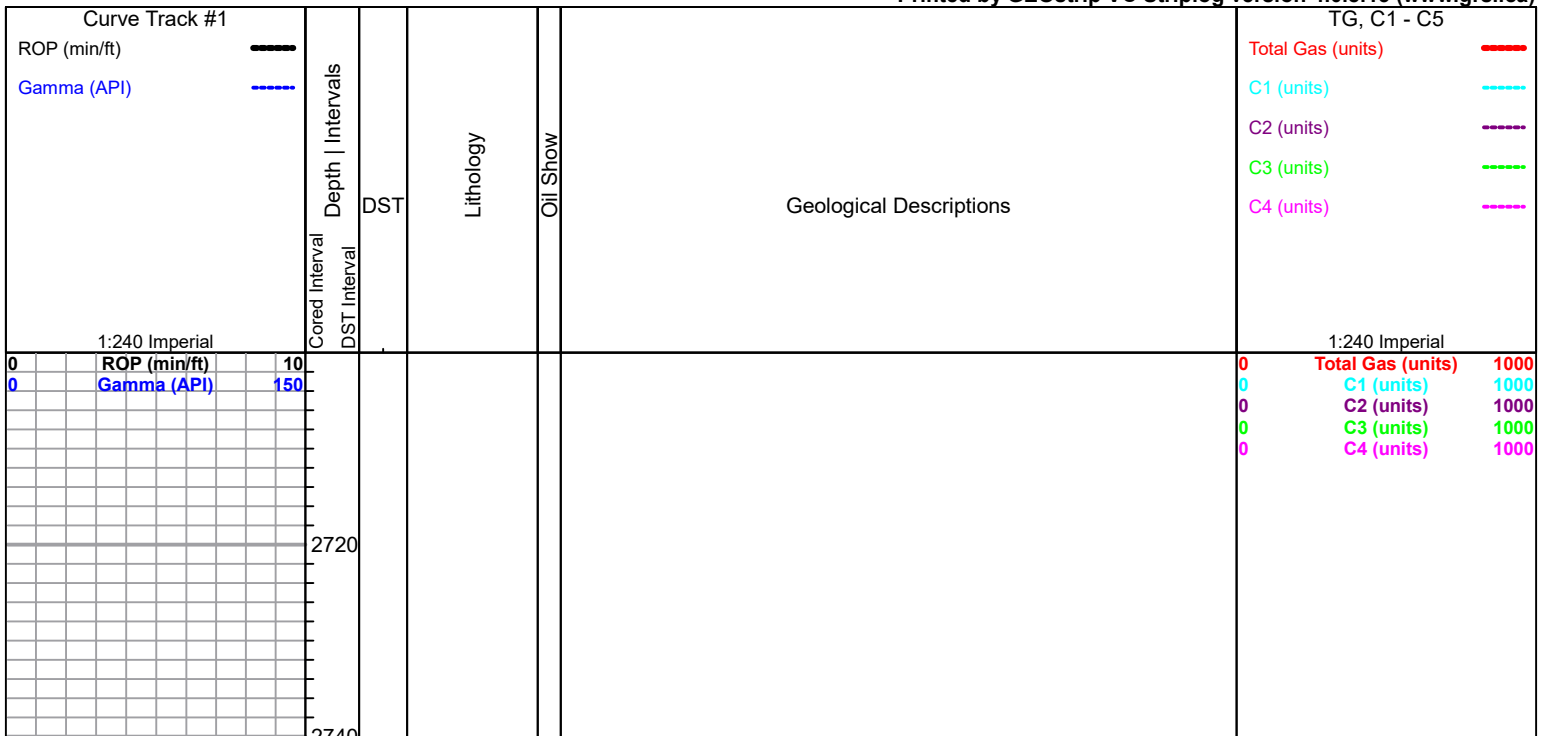 Curve Track #1
ROP (min/ft)
Gamma (API)
1:240 Imperial
Depth | Intervals
Cored Interval
DST Interval
DST
Lithology
Oil Show
Geological Descriptions
TG, C1 - C5
Total Gas (units)
C1 (units)
C2 (units)
C3 (units)
C4 (units)
1:240 Imperial
0 ROP (min/ft) 10
0 Gamma (API) 150
0 Total Gas (units) 1000
0 C1 (units) 1000
0 C2 (units) 1000
0 C3 (units) 1000
0 C4 (units) 1000
2720
2740